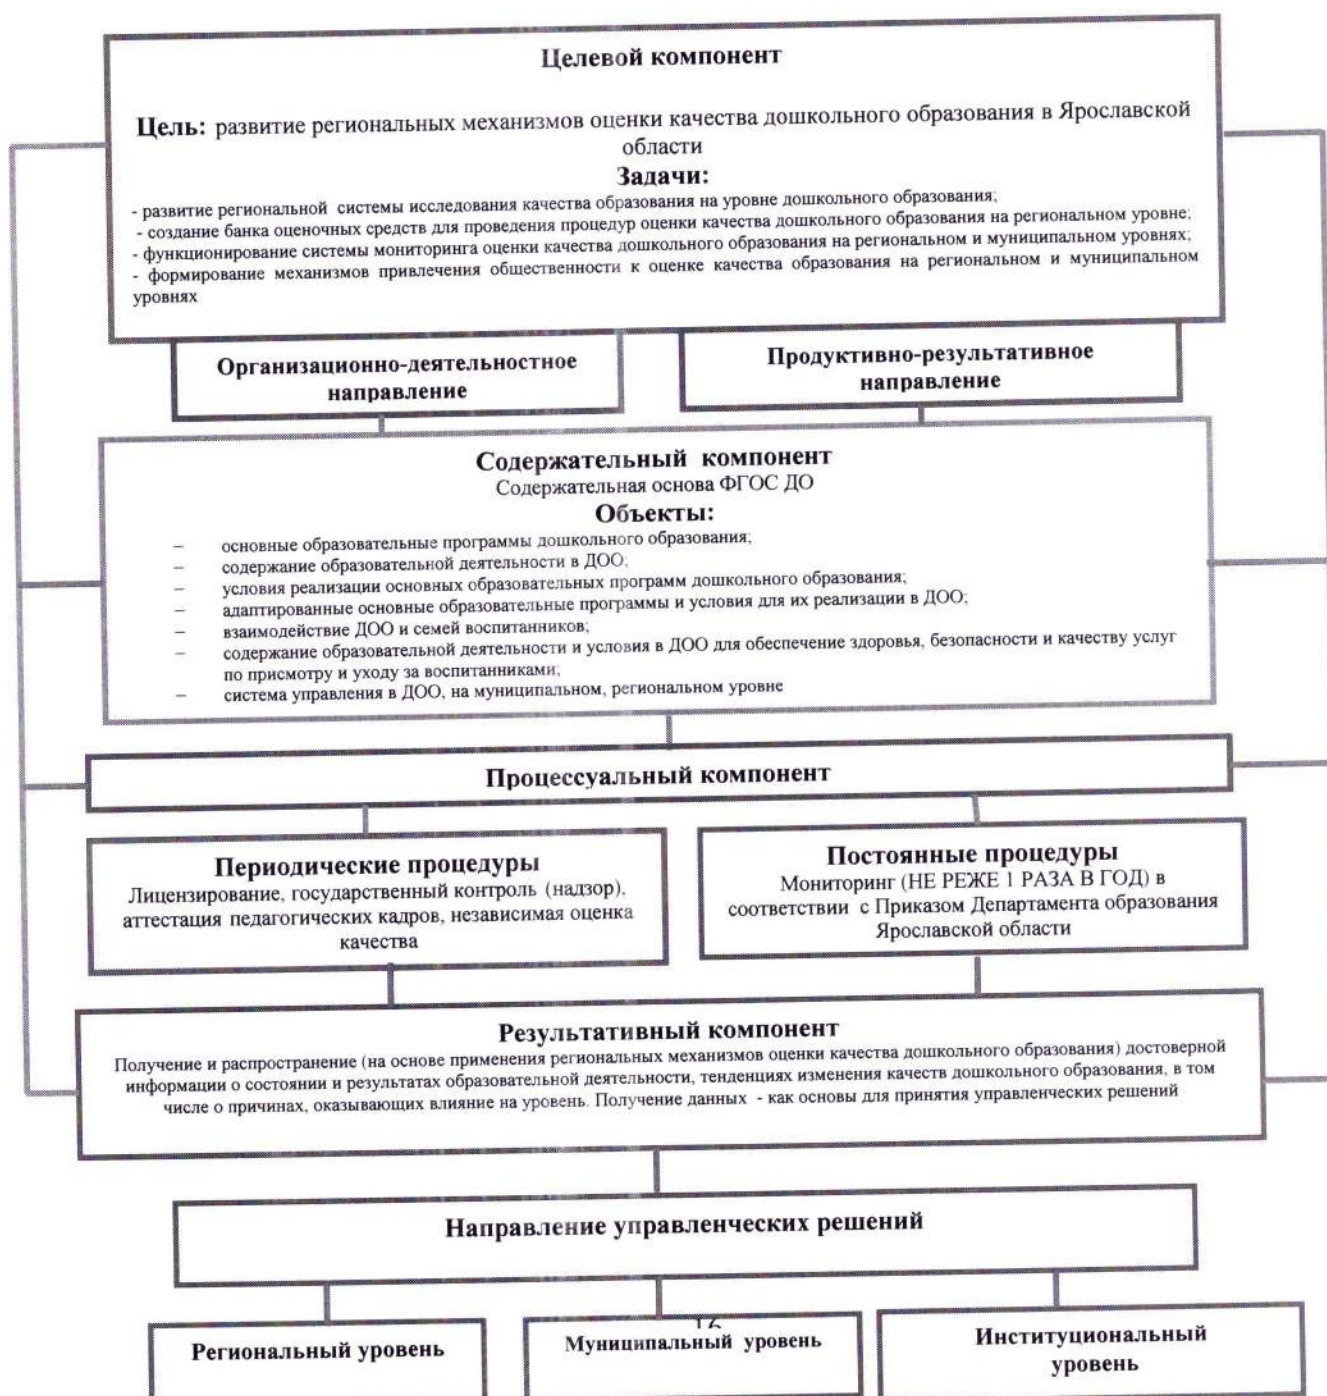 Целевой компонент
Цель: развитие региональных механизмов оценки качества дошкольного образования в Ярославской
области
Задачи:
- развитие региональной системы исследования качества образования на уровне дошкольного образования;
- создание банка оценочных средств для проведения процедур оценки качества дошкольного образования на региональном уровне;
- функционирование системы мониторинга оценки качества дошкольного образования на региональном и муниципальном уровнях;
- формирование механизмов привлечения общественности к оценке качества образования на региональном и муниципальном
уровнях
Организационно-деятельностное
направление
Продуктивно-результативное
направление
Содержательный компонент
Содержательная основа ФГОС ДО
Объекты:
– основные образовательные программы дошкольного образования;
– содержание образовательной деятельности в ДОО;
– условия реализации основных образовательных программ дошкольного образования;
– адаптированные основные образовательные программы и условия для их реализации в ДОО;
– взаимодействие ДОО и семей воспитанников;
– содержание образовательной деятельности и условия в ДОО для обеспечение здоровья, безопасности и качеству услуг
по присмотру и уходу за воспитанниками;
– система управления в ДОО, на муниципальном, региональном уровне
Процессуальный компонент
Периодические процедуры
Лицензирование, государственный контроль (надзор),
аттестация педагогических кадров, независимая оценка
качества
Постоянные процедуры
Мониторинг (НЕ РЕЖЕ 1 РАЗА В ГОД) в
соответствии с Приказом Департамента образования
Ярославской области
Результативный компонент
Получение и распространение (на основе применения региональных механизмов оценки качества дошкольного образования) достоверной
информации о состоянии и результатах образовательной деятельности, тенденциях изменения качеств дошкольного образования, в том
числе о причинах, оказывающих влияние на уровень. Получение данных - как основы для принятия управленческих решений
Направление управленческих решений
16
Региональный уровень
Муниципальный уровень
Институциональный
уровень